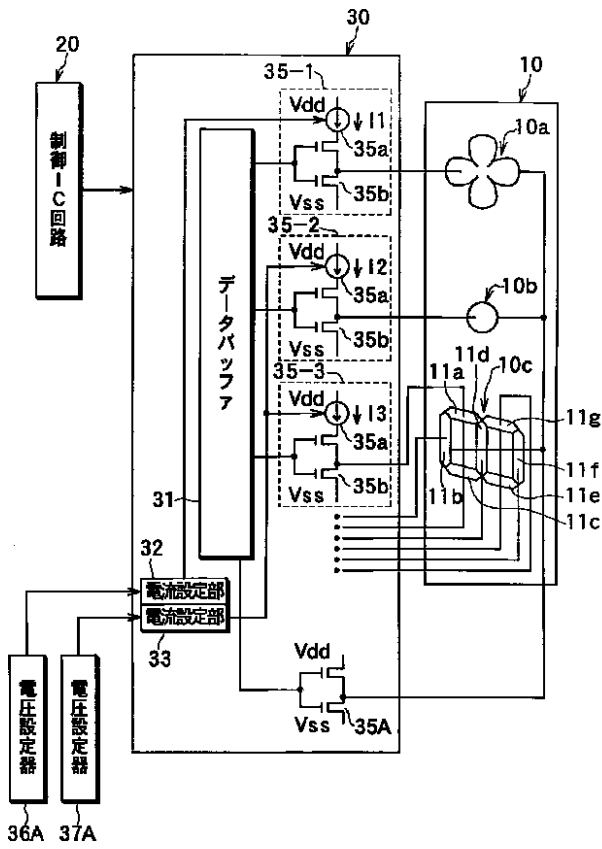 20
30
35-1
10
制御IC回路
Vdd
I1
35a
35b
Vss
10a
35-2
Vdd
I2
35a
35b
Vss
10b
データバッファ
35-3
Vdd
I3
35a
35b
Vss
11a
11d
10c
11g
11f
11b
11e
11c
31
32
電流設定部
電流設定部
33
Vdd
Vss
35A
電圧設定器
電圧設定器
36A
37A